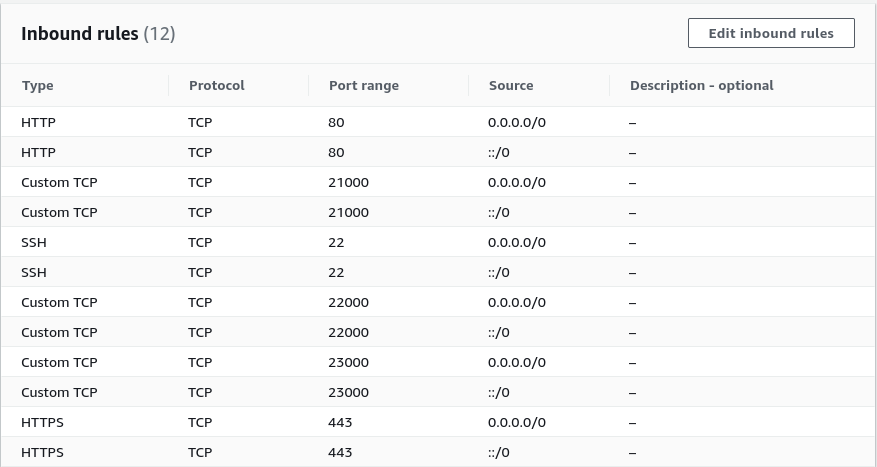 Inbound rules (12) Edit inbound rules
Type Protocol Port range Source Description - optional
HTTP TCP 80 0.0.0.0/0 –
HTTP TCP 80 ::/0 –
Custom TCP TCP 21000 0.0.0.0/0 –
Custom TCP TCP 21000 ::/0 –
SSH TCP 22 0.0.0.0/0 –
SSH TCP 22 ::/0 –
Custom TCP TCP 22000 0.0.0.0/0 –
Custom TCP TCP 22000 ::/0 –
Custom TCP TCP 23000 0.0.0.0/0 –
Custom TCP TCP 23000 ::/0 –
HTTPS TCP 443 0.0.0.0/0 –
HTTPS TCP 443 ::/0 –